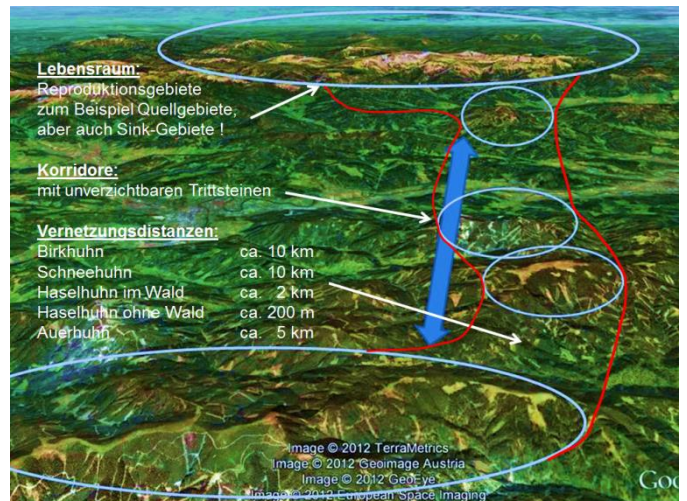 Lebensraum:
Reproduktionsgebiete
zum Beispiel Quellgebiete,
aber auch Sink-Gebiete !
Korridore:
mit unverzichtbaren Trittsteinen
Vernetzungsdistanzen:
Birkhuhn ca. 10 km
Schneehuhn ca. 10 km
Haselhuhn im Wald ca. 2 km
Haselhuhn ohne Wald ca. 200 m
Auerhuhn ca. 5 km
Image © 2012 TerraMetrics
Image © 2012 Geoimage Austria
Image © 2012 GeoEye
Image © 2012 European Space Imaging
Goo